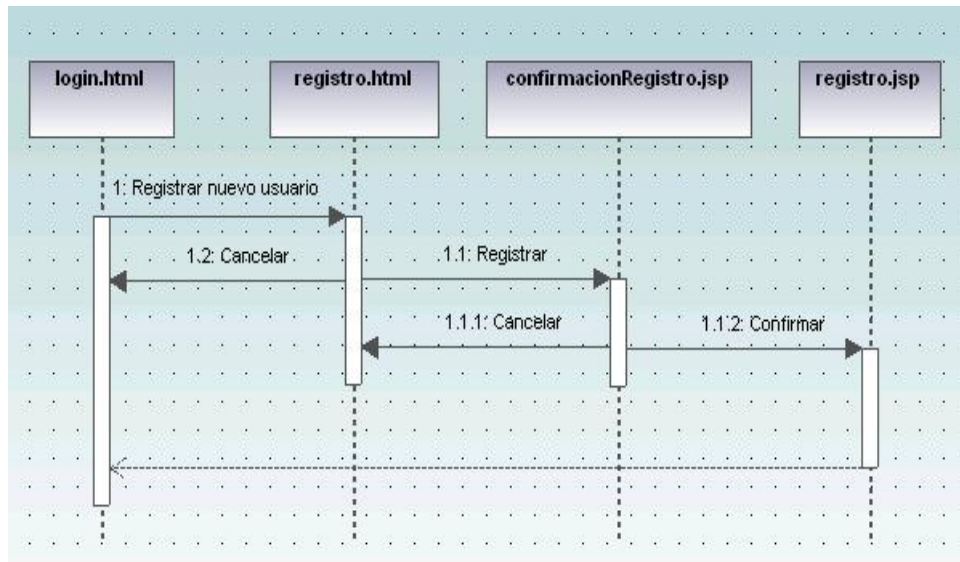 login.html
registro.html
confirmacionRegistro.jsp
registro.jsp
1: Registrar nuevo usuario
1.2: Cancelar
1.1: Registrar
1.1.1: Cancelar
1.1.2: Confirmar